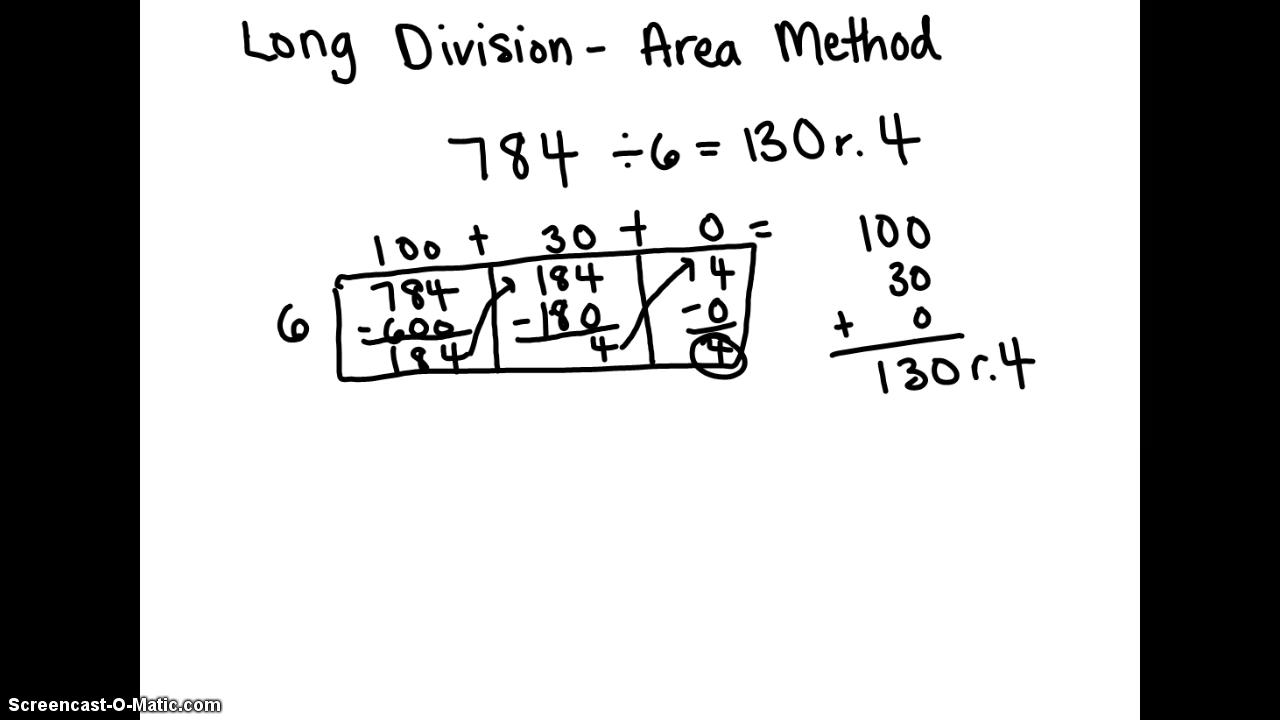 Long Division - Area Method
784 ÷ 6 = 130 r. 4
100 + 30 + 0 =
100
784
184
4
30
6
- 600
- 180
- 0
+ 0
184
4
4
130 r. 4
Screencast-O-Matic.com